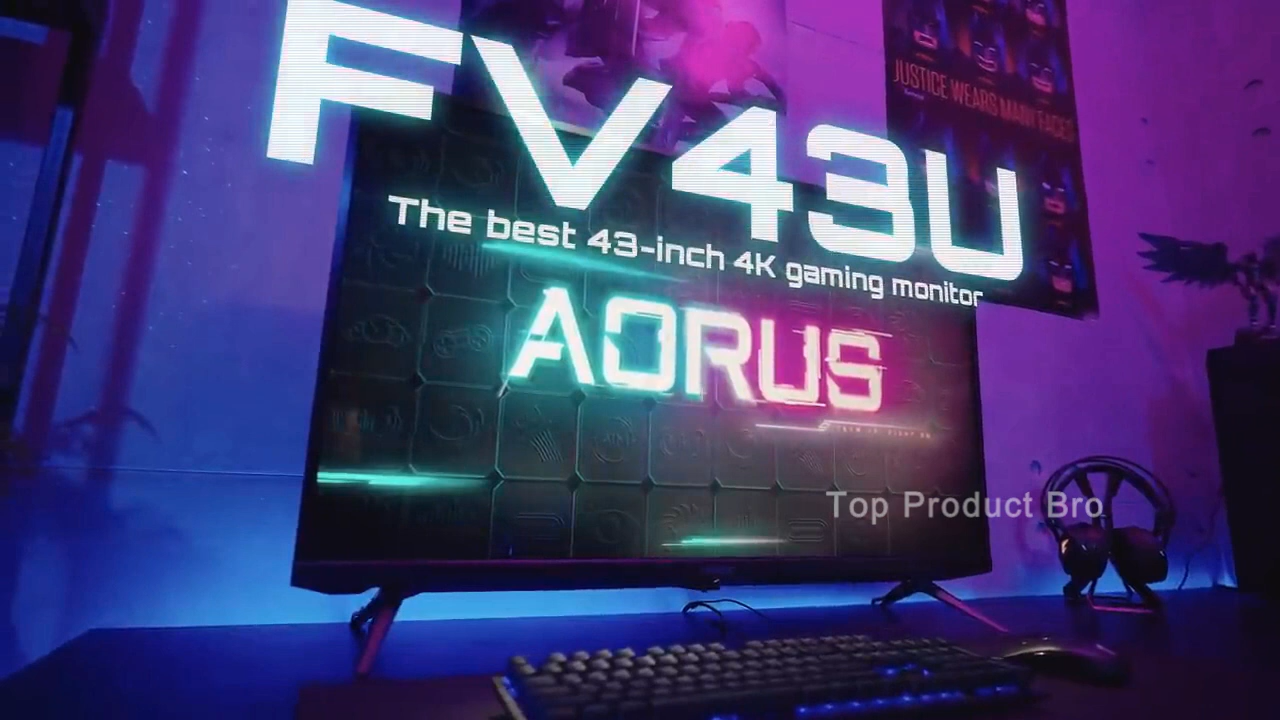 FV43U
JUSTICE WEARS MANY FACES
The best 43-inch 4K gaming monitor
AORUS
Top Product Bro